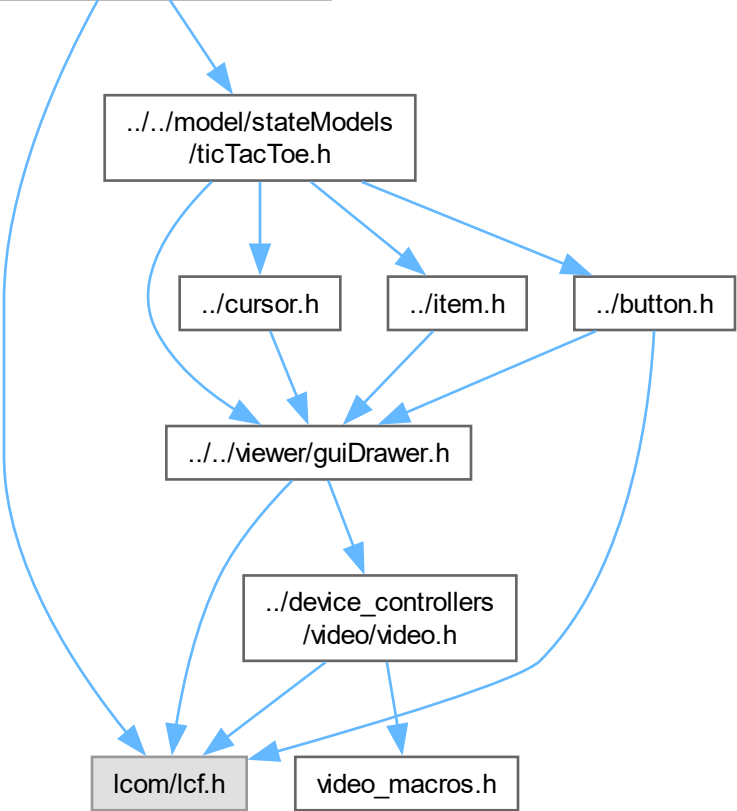 ../../model/stateModels
/ticTacToe.h
../cursor.h
../item.h
../button.h
../../viewer/guiDrawer.h
../device_controllers
/video/video.h
lcom/lcf.h
video_macros.h